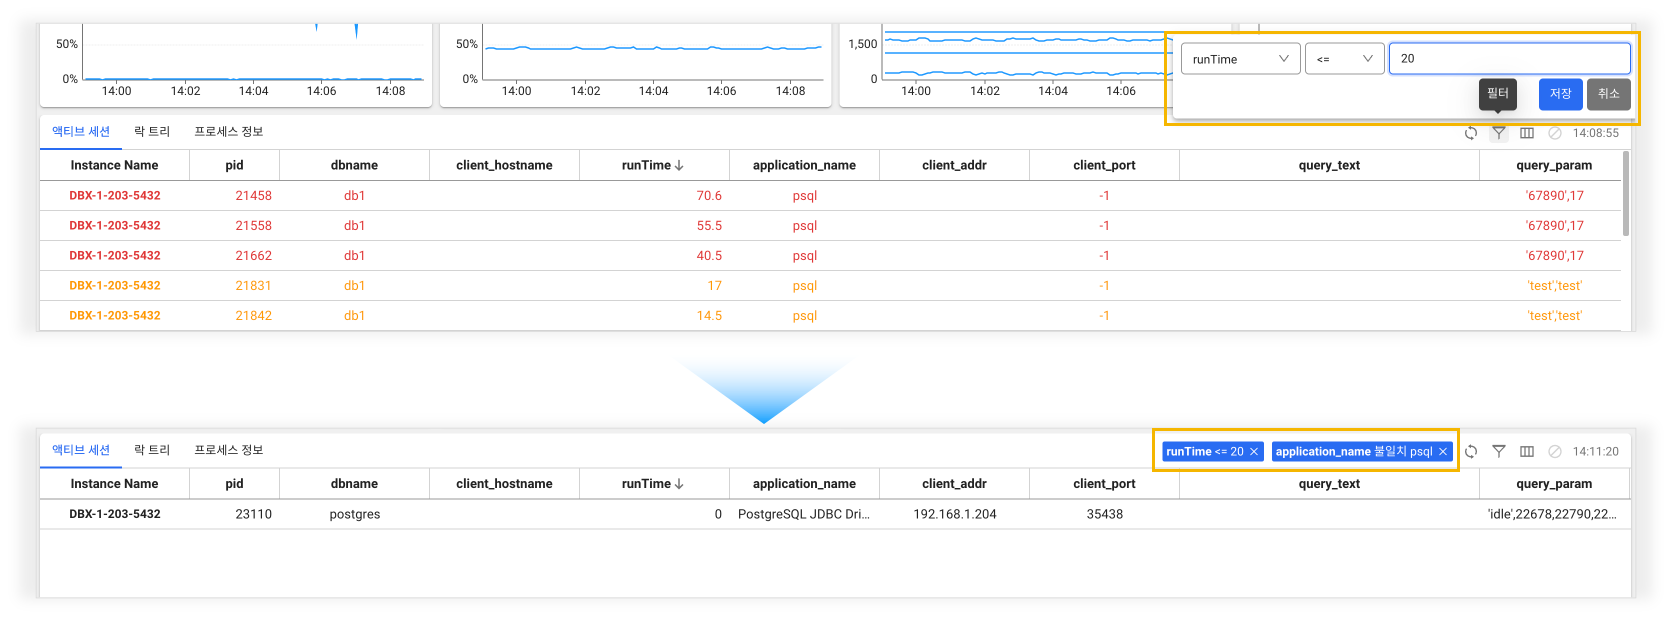 50%
0%
14:00 14:02 14:04 14:06 14:08
50%
0%
14:00 14:02 14:04 14:06 14:08
1,500
0
14:00 14:02 14:04 14:06
runTime <= 20
필터 저장 취소
액티브 세션 락 트리 프로세스 정보 14:08:55
Instance Name pid dbname client_hostname runTime application_name client_addr client_port query_text query_param
DBX-1-203-5432 21458 db1 70.6 psql -1 '67890',17
DBX-1-203-5432 21558 db1 55.5 psql -1 '67890',17
DBX-1-203-5432 21662 db1 40.5 psql -1 '67890',17
DBX-1-203-5432 21831 db1 17 psql -1 'test','test'
DBX-1-203-5432 21842 db1 14.5 psql -1 'test','test'
액티브 세션 락 트리 프로세스 정보 runTime <= 20 × application_name 불일치 psql × 14:11:20
Instance Name pid dbname client_hostname runTime application_name client_addr client_port query_text query_param
DBX-1-203-5432 23110 postgres 0 PostgreSQL JDBC Dri... 192.168.1.204 35438 'idle',22678,22790,22...